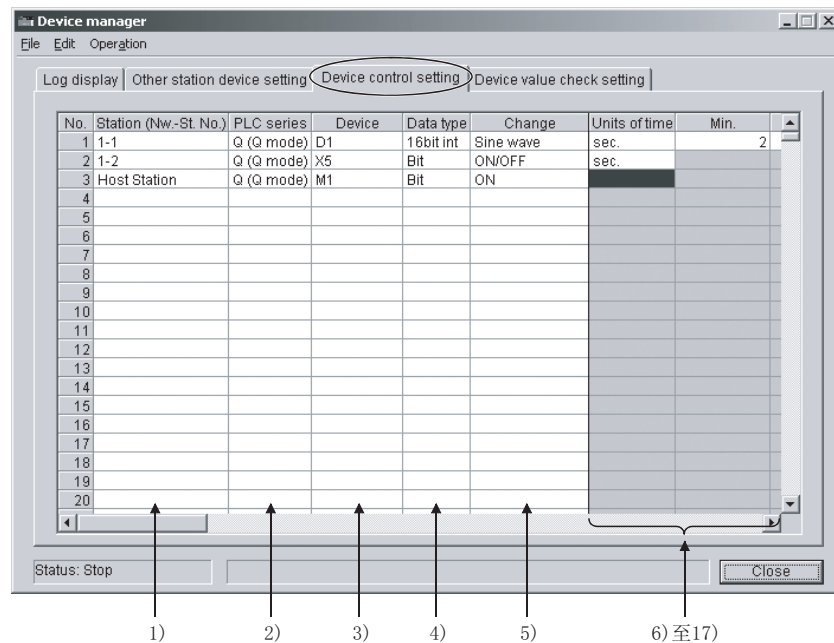 Device manager
File Edit Operation
Log display Other station device setting Device control setting Device value check setting
No. Station (Nw.-St. No.) PLC series Device Data type Change Units of time Min.
1 1-1 Q (Q mode) D1 16bit int Sine wave sec. 2
2 1-2 Q (Q mode) X5 Bit ON/OFF sec.
3 Host Station Q (Q mode) M1 Bit ON
4
5
6
7
8
9
10
11
12
13
14
15
16
17
18
19
20
Status: Stop Close
1) 2) 3) 4) 5) 6)至17)